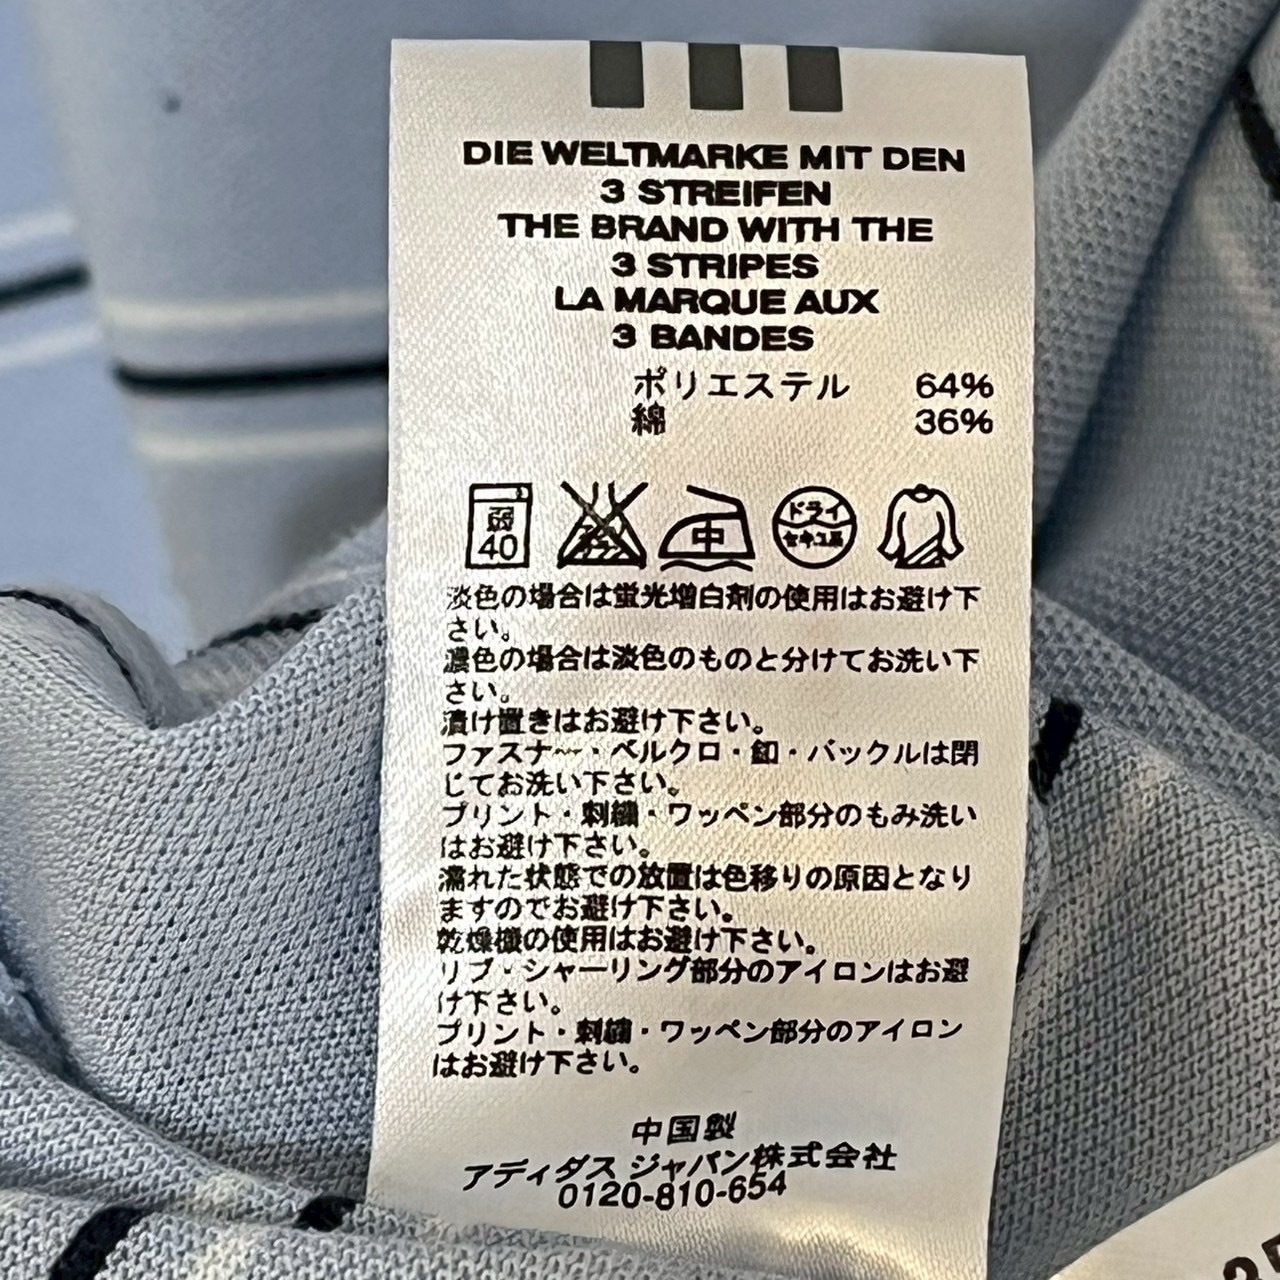 DIE WELTMARKE MIT DEN
3 STREIFEN
THE BRAND WITH THE
3 STRIPES
LA MARQUE AUX
3 BANDES
ポリエステル 64%
綿 36%
弱
40
エンソ
サラシ
中
ドライ
セキユ系
淡色の場合は蛍光増白剤の使用はお避け下
さい。
濃色の場合は淡色のものと分けてお洗い下
さい。
漬け置きはお避け下さい。
ファスナー・ベルクロ・釦・バックルは閉
じてお洗い下さい。
プリント・刺繍・ワッペン部分のもみ洗い
はお避け下さい。
濡れた状態での放置は色移りの原因となり
ますのでお避け下さい。
乾燥機の使用はお避け下さい。
リブ・シャーリング部分のアイロンはお避
け下さい。
プリント・刺繍・ワッペン部分のアイロン
はお避け下さい。
中国製
アディダス ジャパン株式会社
0120-810-654